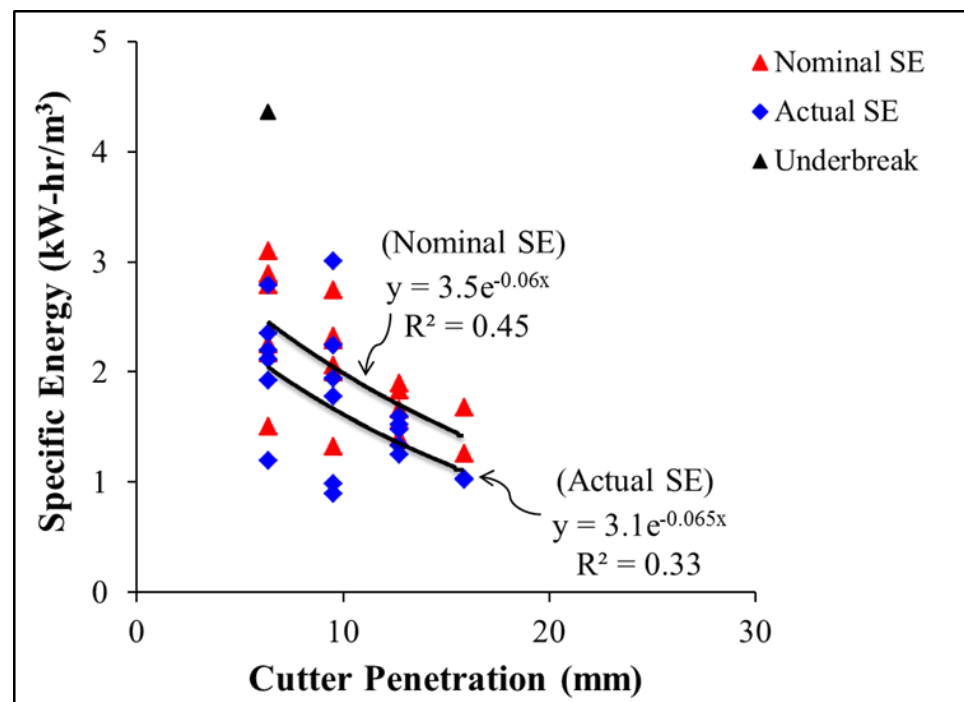 Specific Energy (kW-hr/m³)
5
4
3
2
1
0
0
10
20
30
Cutter Penetration (mm)
Nominal SE
Actual SE
Underbreak
(Nominal SE)
y = 3.5e⁻⁰·⁰⁶ˣ
R² = 0.45
(Actual SE)
y = 3.1e⁻⁰·⁰⁶⁵ˣ
R² = 0.33